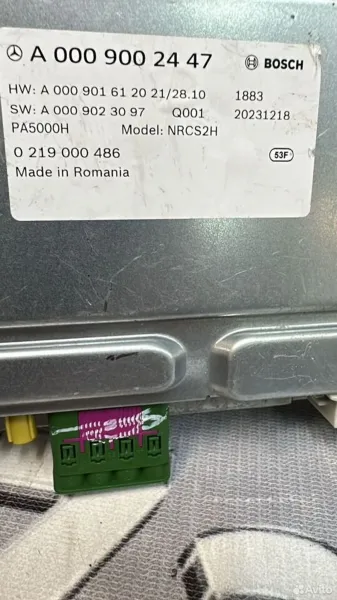 A 000 900 24 47
BOSCH
HW: A 000 901 61 20 21/28.10 1883
SW: A 000 902 30 97 Q001 20231218
PA5000H Model: NRCS2H
0 219 000 486
53F
Made in Romania
Avito